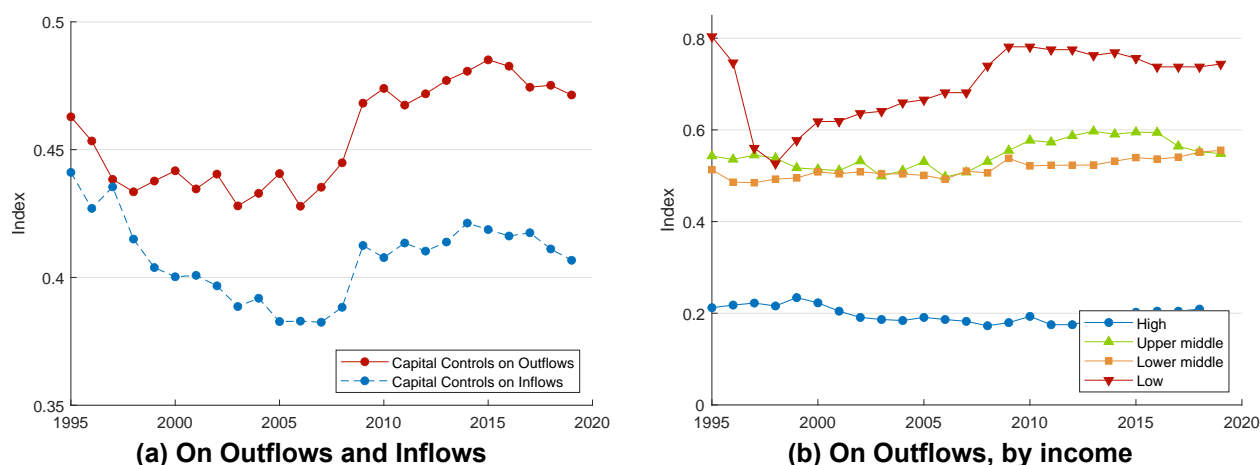 0.5
0.45
0.4
0.35
Index
1995 2000 2005 2010 2015 2020
Capital Controls on Outflows
Capital Controls on Inflows
(a) On Outflows and Inflows
0.8
0.6
0.4
0.2
0
Index
1995 2000 2005 2010 2015 2020
High
Upper middle
Lower middle
Low
(b) On Outflows, by income